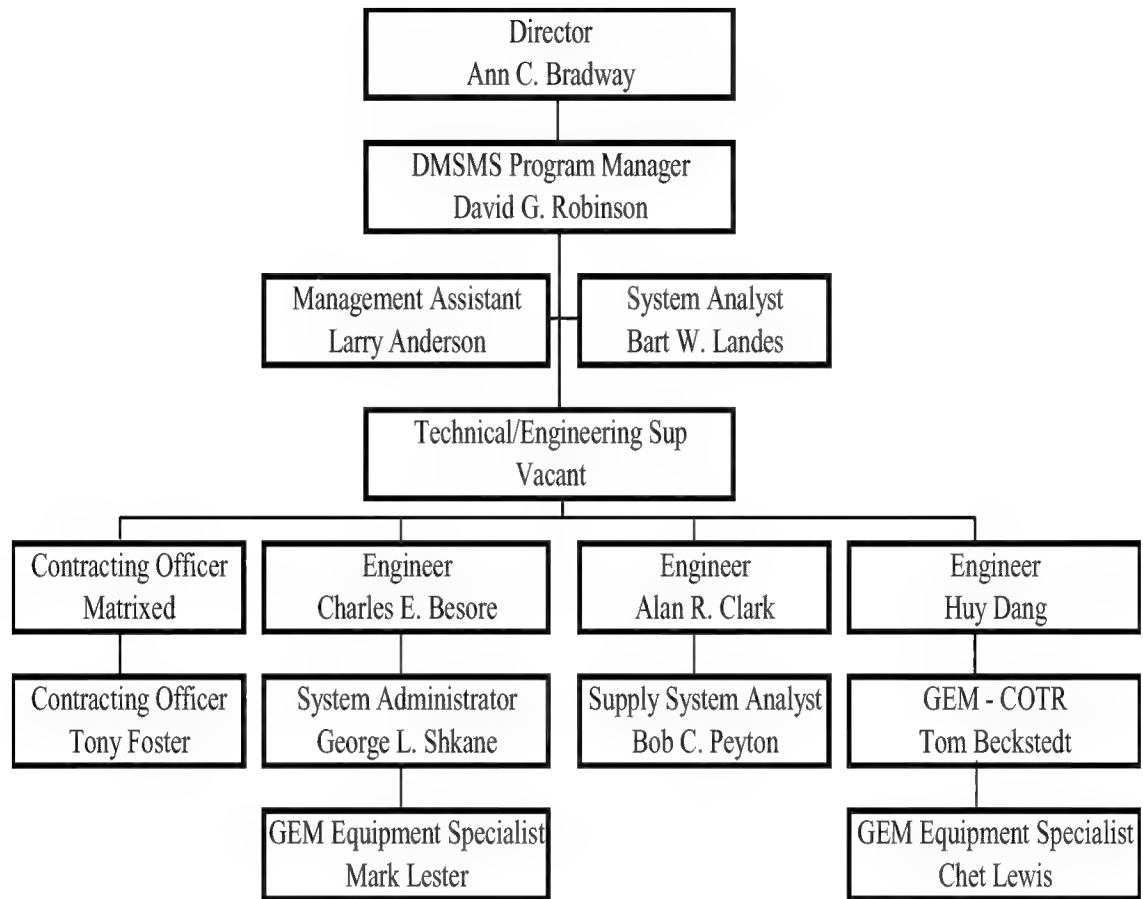 Director
Ann C. Bradway
DMSMS Program Manager
David G. Robinson
Management Assistant
Larry Anderson
System Analyst
Bart W. Landes
Technical/Engineering Sup
Vacant
Contracting Officer
Matrixed
Engineer
Charles E. Besore
Engineer
Alan R. Clark
Engineer
Huy Dang
Contracting Officer
Tony Foster
System Administrator
George L. Shkane
Supply System Analyst
Bob C. Peyton
GEM - COTR
Tom Beckstedt
GEM Equipment Specialist
Mark Lester
GEM Equipment Specialist
Chet Lewis